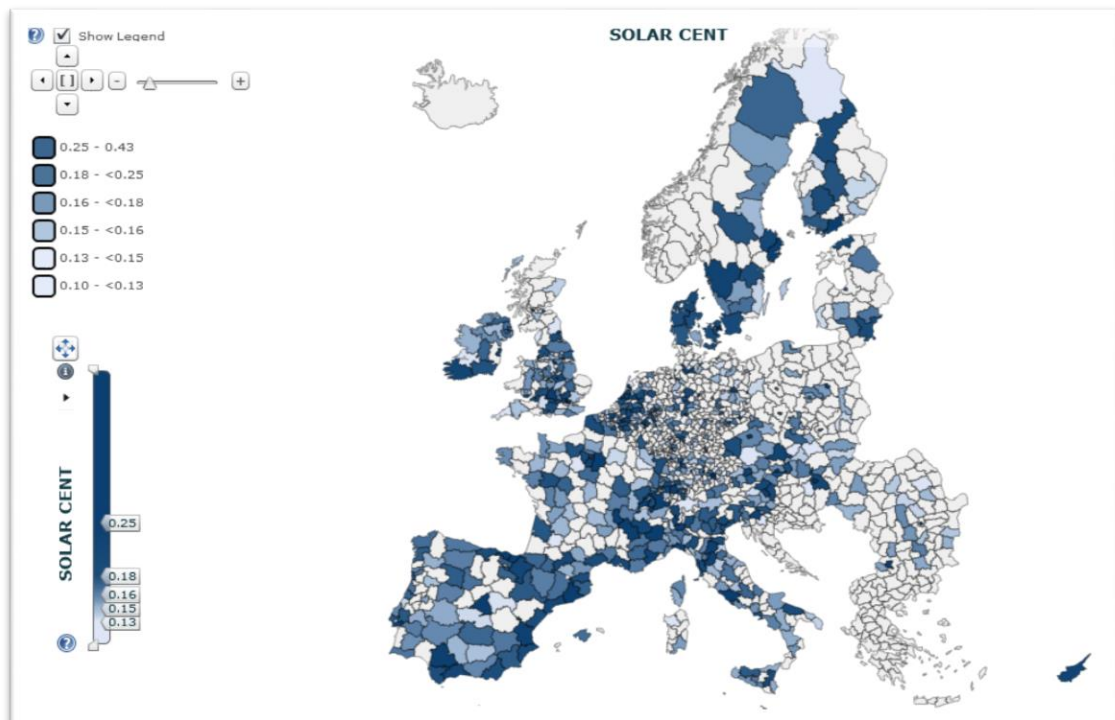 Show Legend
SOLAR CENT
[ ]
-
+
0.25 - 0.43
0.18 - <0.25
0.16 - <0.18
0.15 - <0.16
0.13 - <0.15
0.10 - <0.13
SOLAR CENT
0.25
0.18
0.16
0.15
0.13